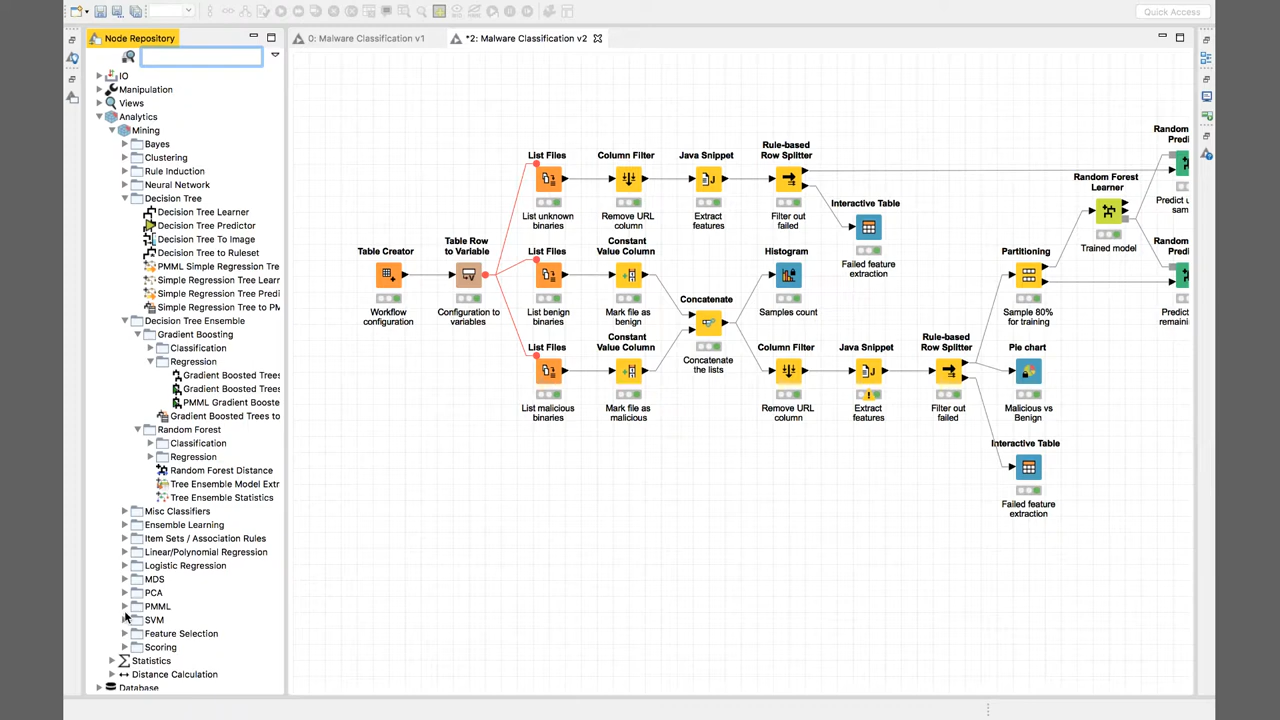 Quick Access
Node Repository
0: Malware Classification v1
*2: Malware Classification v2
IO
Manipulation
Views
Analytics
Mining
Bayes
Clustering
Rule Induction
Neural Network
Decision Tree
Decision Tree Learner
Decision Tree Predictor
Decision Tree To Image
Decision Tree to Ruleset
PMML Simple Regression Tre
Simple Regression Tree Learn
Simple Regression Tree Predi
Simple Regression Tree to PM
Decision Tree Ensemble
Gradient Boosting
Classification
Regression
Gradient Boosted Trees
Gradient Boosted Trees
PMML Gradient Booste
Gradient Boosted Trees to
Random Forest
Classification
Regression
Random Forest Distance
Tree Ensemble Model Extr
Tree Ensemble Statistics
Misc Classifiers
Ensemble Learning
Item Sets / Association Rules
Linear/Polynomial Regression
Logistic Regression
MDS
PCA
PMML
SVM
Feature Selection
Scoring
Statistics
Distance Calculation
Database
Table Creator
Workflow
configuration
Table Row
to Variable
Configuration to
variables
List Files
List unknown
binaries
Column Filter
Remove URL
column
Java Snippet
Extract
features
Rule-based
Row Splitter
Filter out
failed
Interactive Table
Failed feature
extraction
List Files
List benign
binaries
Constant
Value Column
Mark file as
benign
Histogram
Samples count
Concatenate
Concatenate
the lists
List Files
List malicious
binaries
Constant
Value Column
Mark file as
malicious
Column Filter
Remove URL
column
Java Snippet
Extract
features
Rule-based
Row Splitter
Filter out
failed
Partitioning
Sample 80%
for training
Pie chart
Malicious vs
Benign
Interactive Table
Failed feature
extraction
Random Forest
Learner
Trained model
Random
Predi
Predict u
sam
Random
Predi
Predic
remain